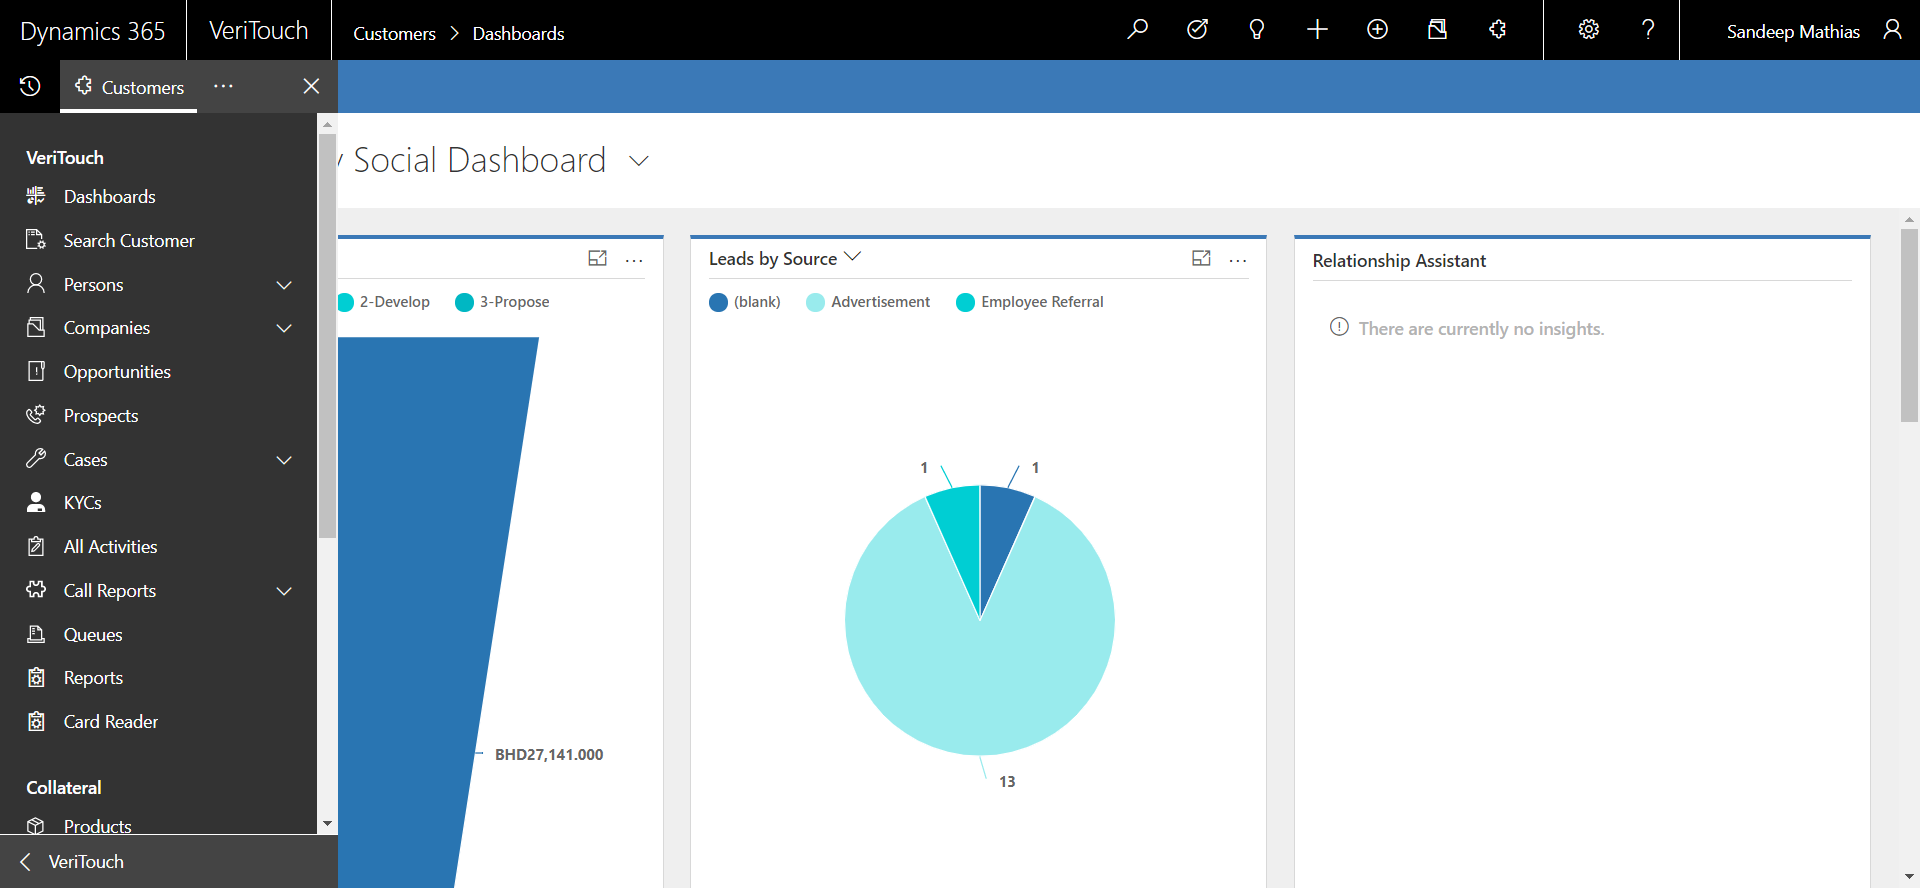 Dynamics 365
VeriTouch
Customers > Dashboards
Sandeep Mathias
Customers
VeriTouch
Dashboards
Search Customer
Persons
Companies
Opportunities
Prospects
Cases
KYCs
All Activities
Call Reports
Queues
Reports
Card Reader
Collateral
Products
VeriTouch
Social Dashboard
2-Develop
3-Propose
BHD27,141.000
Leads by Source
(blank)
Advertisement
Employee Referral
1
1
13
Relationship Assistant
There are currently no insights.